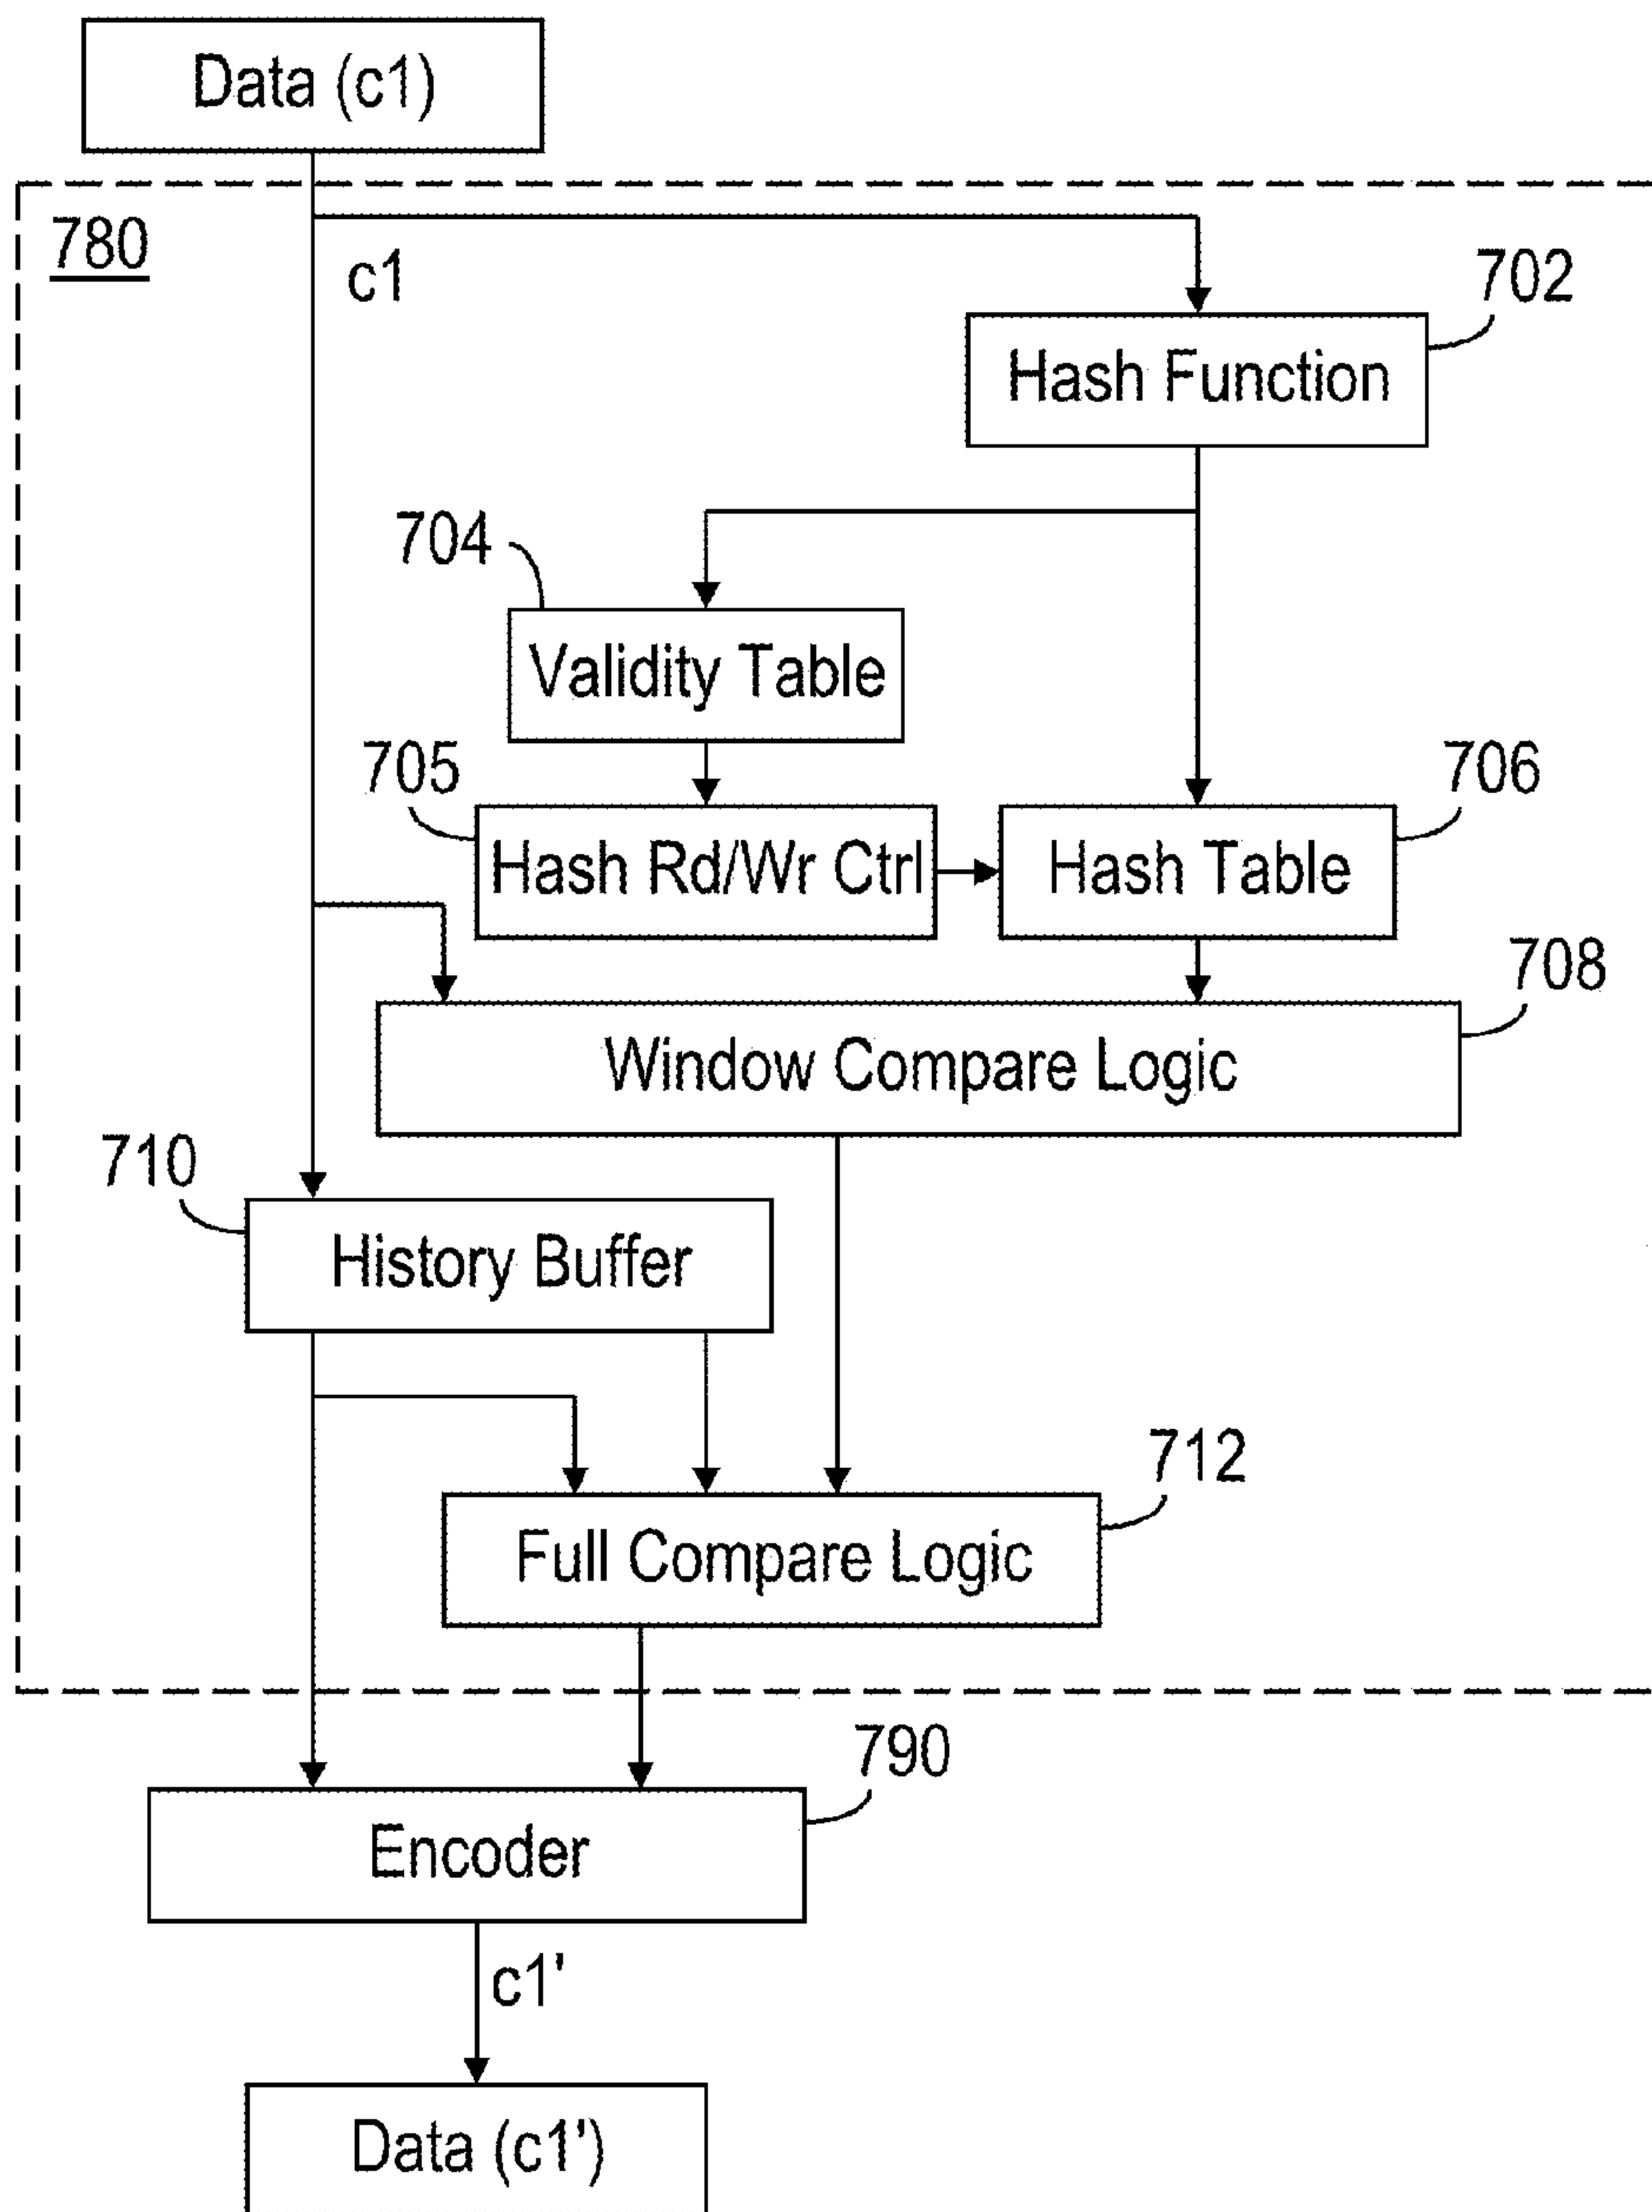 Data (c1)
780
c1
702
Hash Function
704
Validity Table
705
706
Hash Rd/Wr Ctrl
Hash Table
708
Window Compare Logic
710
History Buffer
712
Full Compare Logic
790
Encoder
c1'
Data (c1')